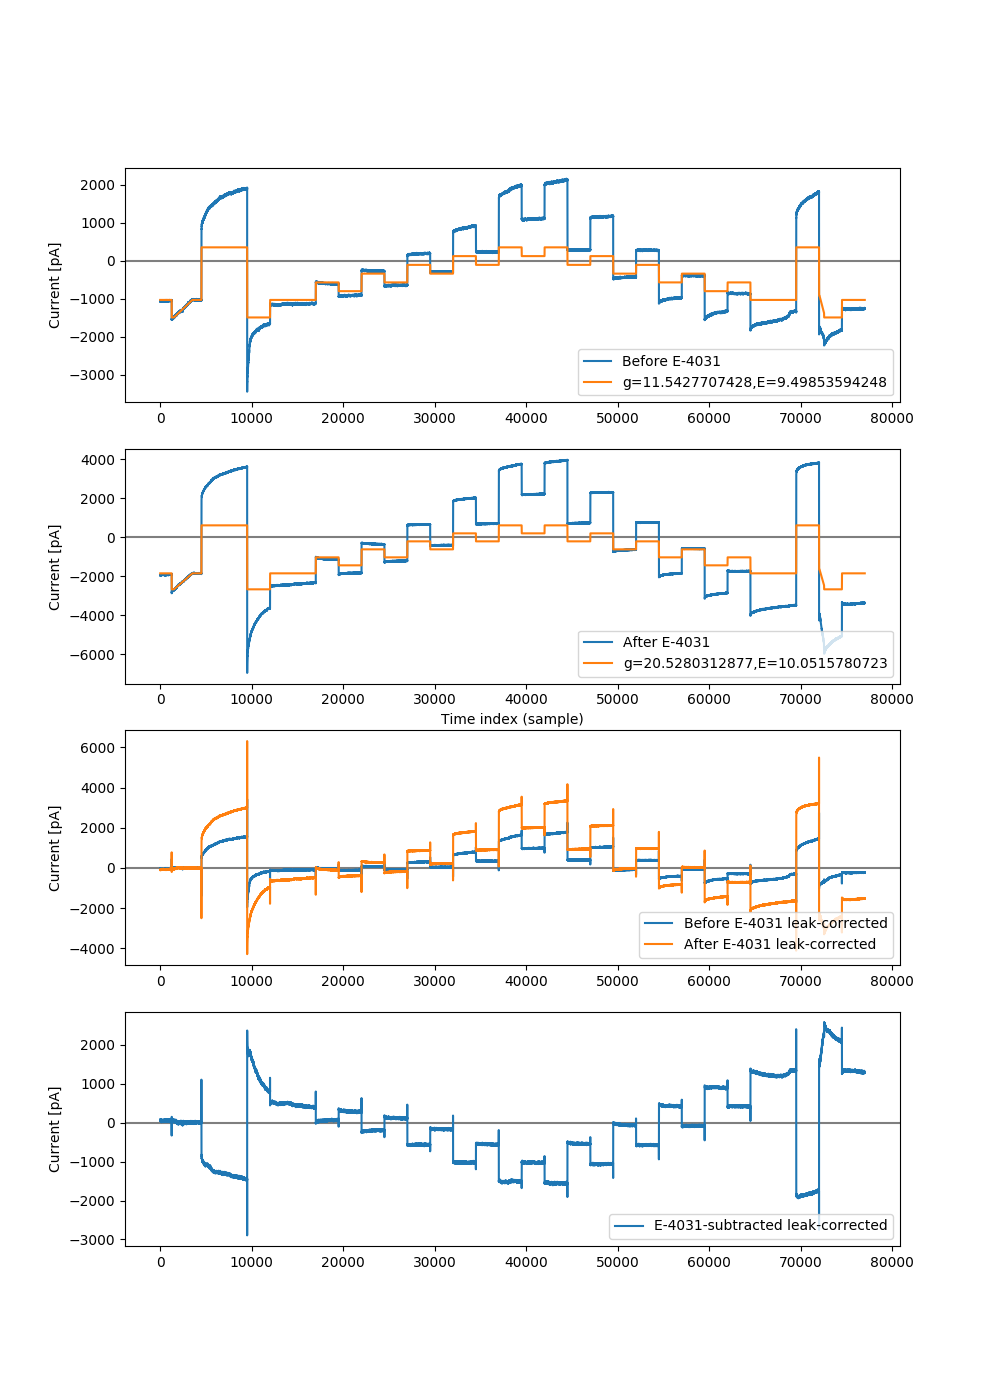 2000
1000
0
−1000
−2000
−3000
Current [pA]
Before E-4031
g=11.5427707428,E=9.49853594248
0 10000 20000 30000 40000 50000 60000 70000 80000
4000
2000
0
−2000
−4000
−6000
Current [pA]
After E-4031
g=20.5280312877,E=10.0515780723
0 10000 20000 30000 40000 50000 60000 70000 80000
Time index (sample)
6000
4000
2000
0
−2000
−4000
Current [pA]
Before E-4031 leak-corrected
After E-4031 leak-corrected
0 10000 20000 30000 40000 50000 60000 70000 80000
2000
1000
0
−1000
−2000
−3000
Current [pA]
E-4031-subtracted leak-corrected
0 10000 20000 30000 40000 50000 60000 70000 80000